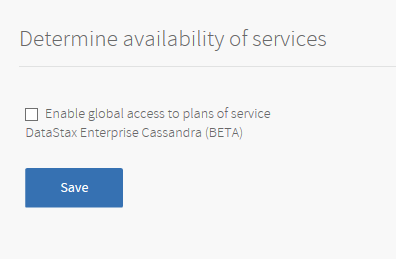 Determine availability of services
Enable global access to plans of service
DataStax Enterprise Cassandra (BETA)
Save